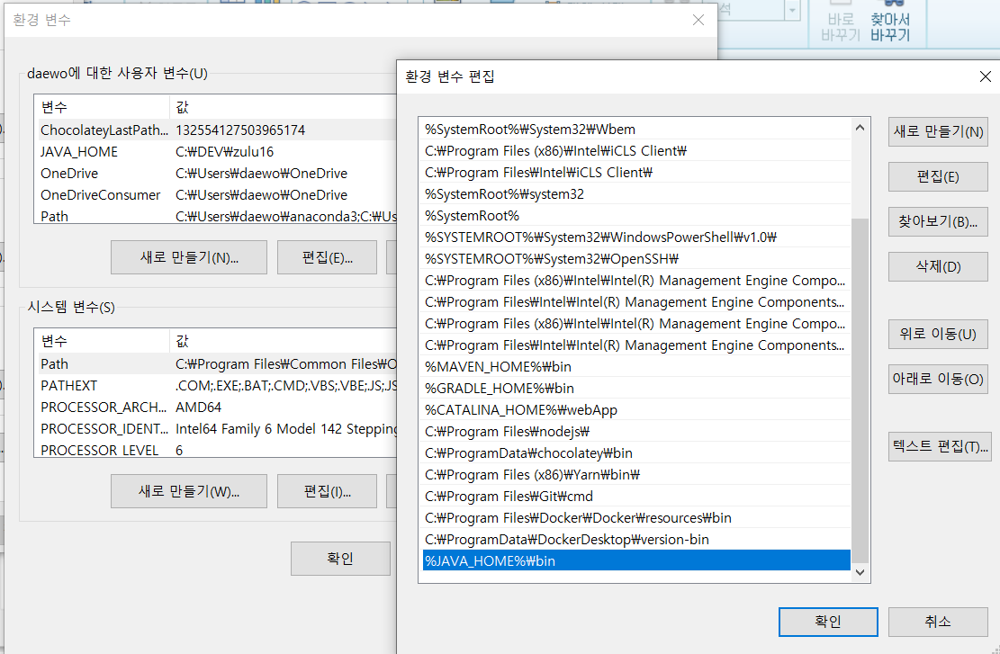 환경 변수
석
바로 바꾸기
찾아서 바꾸기
daewo에 대한 사용자 변수(U)
변수 값
ChocolateyLastPath... 132554127503965174
JAVA_HOME C:₩DEV₩zulu16
OneDrive C:₩Users₩daewo₩OneDrive
OneDriveConsumer C:₩Users₩daewo₩OneDrive
Path C:₩Users₩daewo₩anaconda3;C:₩Us
새로 만들기(N)... 편집(E)...
시스템 변수(S)
변수 값
Path C:₩Program Files₩Common Files₩O
PATHEXT .COM;.EXE;.BAT;.CMD;.VBS;.VBE;.JS;.JS
PROCESSOR_ARCH... AMD64
PROCESSOR_IDENT... Intel64 Family 6 Model 142 Stepping
PROCESSOR_LEVEL 6
새로 만들기(W)... 편집(I)...
확인
환경 변수 편집
%SystemRoot%₩System32₩Wbem
C:₩Program Files (x86)₩Intel₩iCLS Client₩
C:₩Program Files₩Intel₩iCLS Client₩
%SystemRoot%₩system32
%SystemRoot%
%SYSTEMROOT%₩System32₩WindowsPowerShell₩v1.0₩
%SYSTEMROOT%₩System32₩OpenSSH₩
C:₩Program Files (x86)₩Intel₩Intel(R) Management Engine Compo...
C:₩Program Files₩Intel₩Intel(R) Management Engine Components...
C:₩Program Files (x86)₩Intel₩Intel(R) Management Engine Compo...
C:₩Program Files₩Intel₩Intel(R) Management Engine Components...
%MAVEN_HOME%₩bin
%GRADLE_HOME%₩bin
%CATALINA_HOME%₩webApp
C:₩Program Files₩nodejs₩
C:₩ProgramData₩chocolatey₩bin
C:₩Program Files (x86)₩Yarn₩bin₩
C:₩Program Files₩Git₩cmd
C:₩Program Files₩Docker₩Docker₩resources₩bin
C:₩ProgramData₩DockerDesktop₩version-bin
%JAVA_HOME%₩bin
새로 만들기(N)
편집(E)
찾아보기(B)...
삭제(D)
위로 이동(U)
아래로 이동(O)
텍스트 편집(T)...
확인 취소